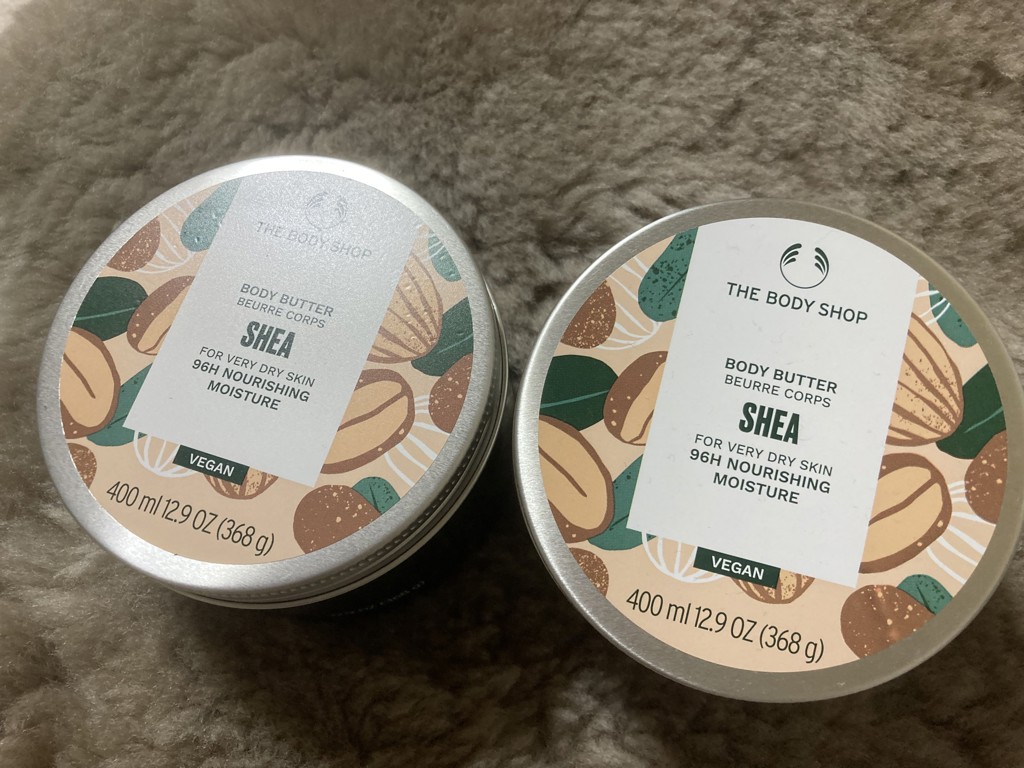 THE BODY SHOP
BODY BUTTER
BEURRE CORPS
SHEA
FOR VERY DRY SKIN
96H NOURISHING
MOISTURE
VEGAN
400 ml 12.9 OZ (368 g)
THE BODY SHOP
BODY BUTTER
BEURRE CORPS
SHEA
FOR VERY DRY SKIN
96H NOURISHING
MOISTURE
VEGAN
400 ml 12.9 OZ (368 g)